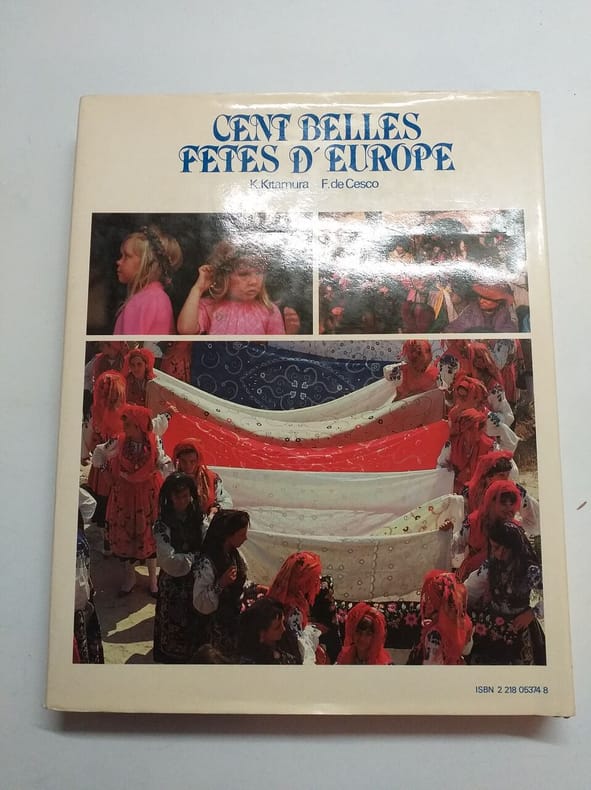 CENT BELLES
FETES D'EUROPE
K.Kitamura F.de Cesco
ISBN 2 218 05374 8